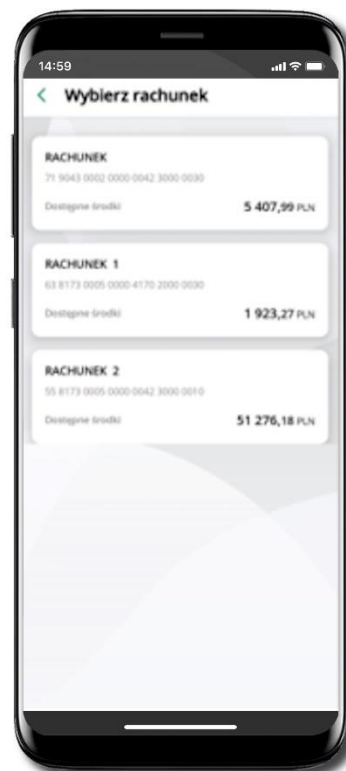 14:59
Wybierz rachunek
RACHUNEK
71 9043 0002 0000 0042 3000 0030
Dostępne środki 5 407,99 PLN
RACHUNEK 1
63 8173 0005 0000 4170 2000 0030
Dostępne środki 1 923,27 PLN
RACHUNEK 2
55 8173 0005 0000 0042 3000 0010
Dostępne środki 51 276,18 PLN